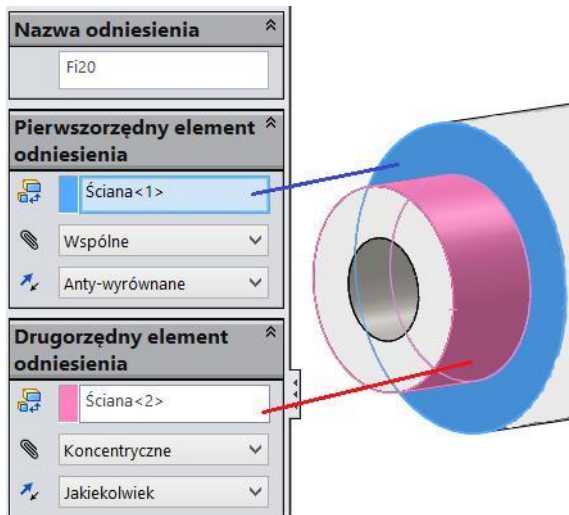 Nazwa odniesienia
Fi20
Pierwszorzędny element
odniesienia
Ściana<1>
Wspólne
Anty-wyrównane
Drugorzędny element
odniesienia
Ściana<2>
Koncentryczne
Jakiekolwiek